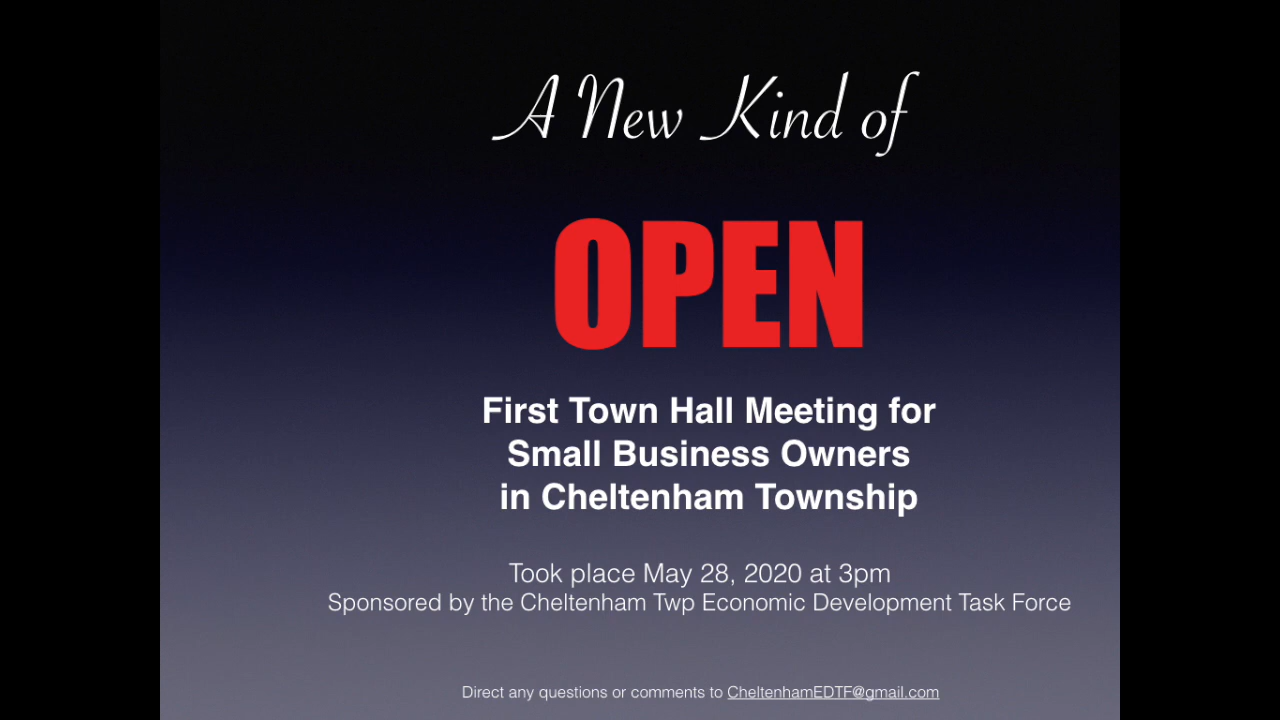 A New Kind of
OPEN
First Town Hall Meeting for
Small Business Owners
in Cheltenham Township
Took place May 28, 2020 at 3pm
Sponsored by the Cheltenham Twp Economic Development Task Force
Direct any questions or comments to CheltenhamEDTF@gmail.com